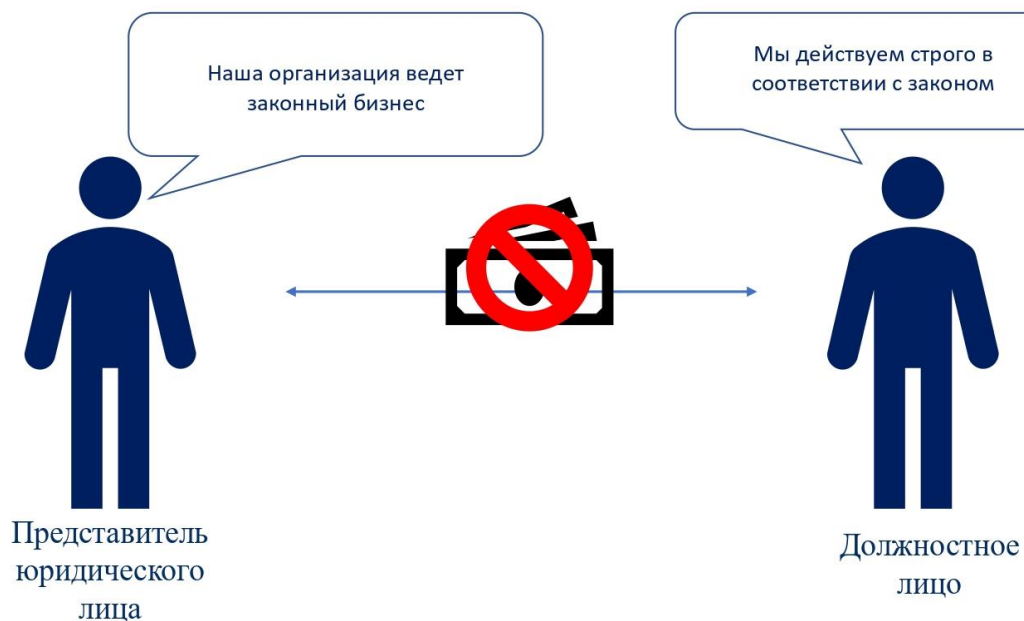 Наша организация ведет
законный бизнес
Мы действуем строго в
соответствии с законом
Представитель
юридического
лица
Должностное
лицо